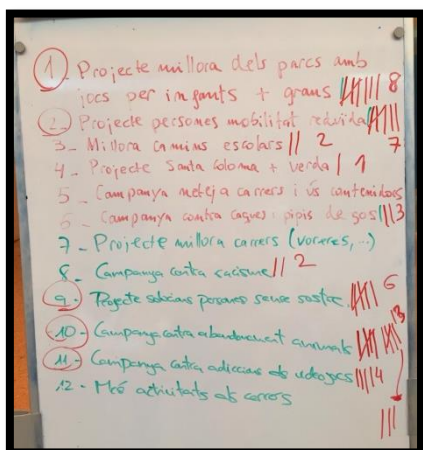 1 - Projecte millora dels parcs amb
jocs per infants + grans 8
2 - Projecte persones mobilitat reduïda 7
3 - Millora camins escolars 2
4 - Projecte Santa Coloma + verda 1
5 - Campanya neteja carrers i ús contenidors
6 - Campanya contra caques i pipis de gos 3
7 - Projecte millora carrers (voreres, ..)
8 - Campanya contra racisme 2
9 - Projecte solucions persones sense sostre 6
10 - Campanya contra abandonament animals 13
11 - Campanya contra addiccions als videojocs 4
12 - Més activitats als carrers